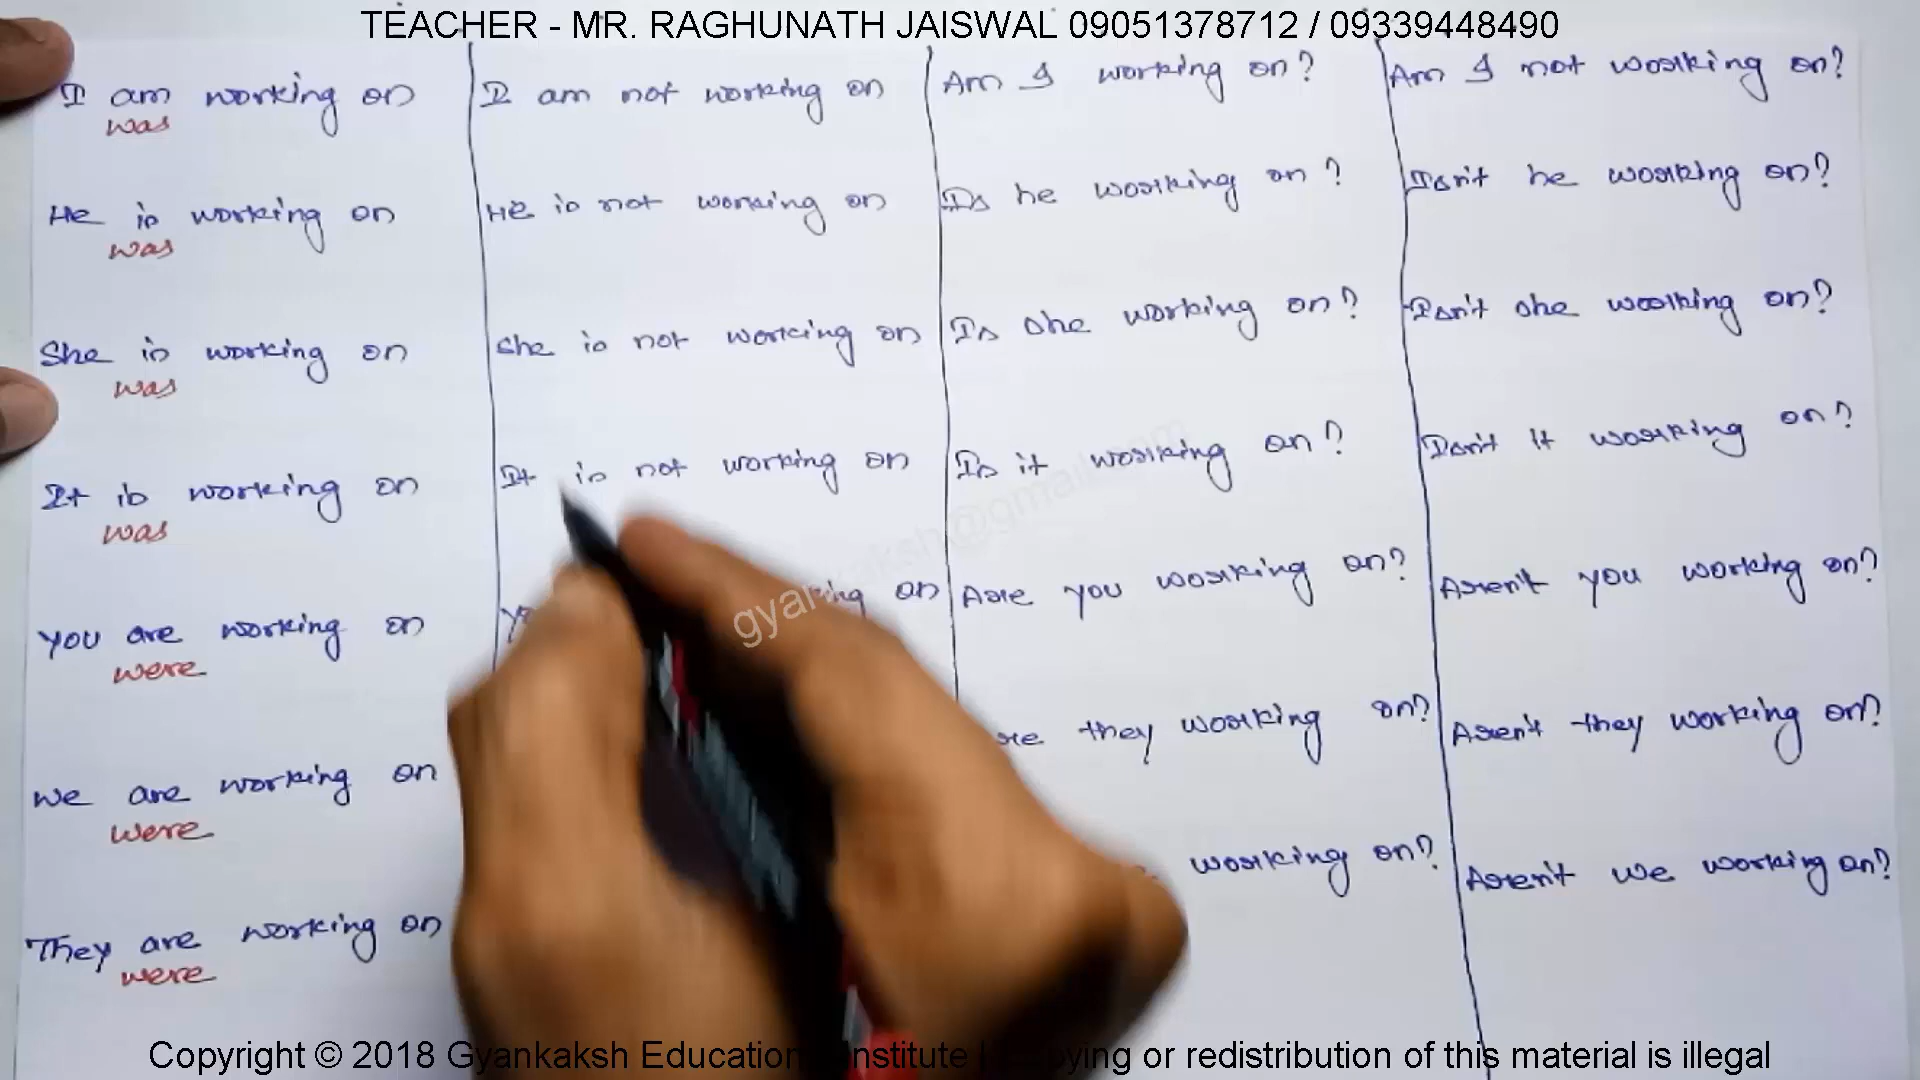 TEACHER - MR. RAGHUNATH JAISWAL 09051378712 / 09339448490
I am working on
was
He is working on
was
She is working on
was
It is working on
was
You are working on
were
We are working on
were
They are working on
were
I am not working on
He is not working on
She is not working on
It is not working on
on
Am I working on?
Is he working on?
Is she working on?
Is it working on?
Are you working on?
they working on?
working on?
Am I not working on?
Isn't he working on?
Isn't she working on?
Isn't it working on?
Aren't you working on?
Aren't they working on?
Aren't we working on?
Copyright © 2018 Gyankaksh Education or redistribution of this material is illegal